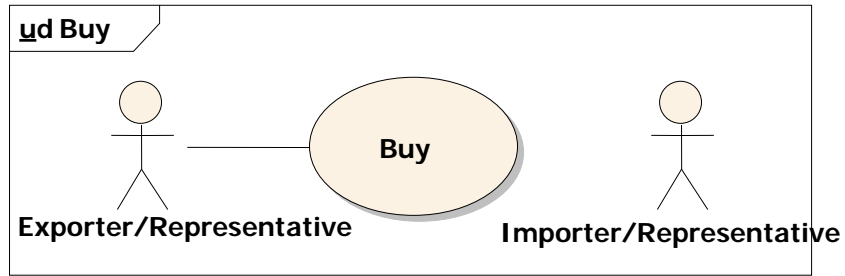 ud Buy
Buy
Exporter/Representative
Importer/Representative